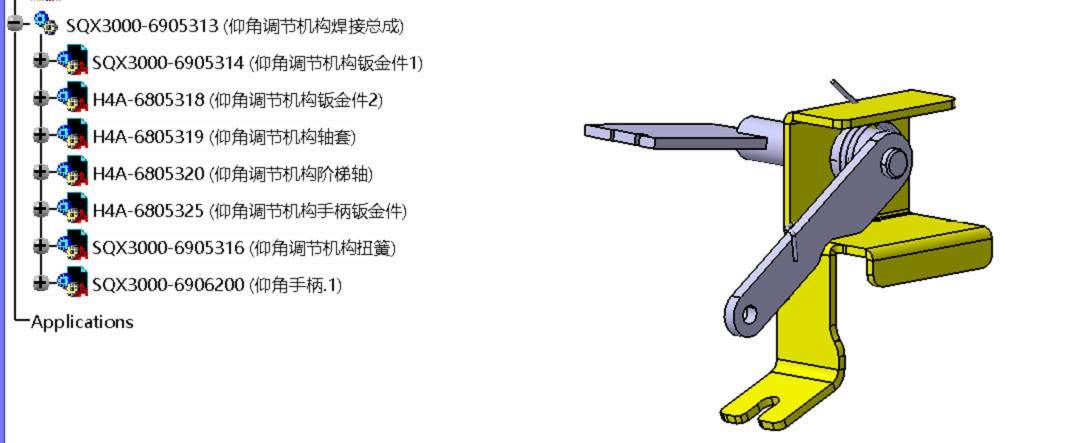 SQX3000-6905313 (仰角调节机构焊接总成)
SQX3000-6905314 (仰角调节机构钣金件1)
H4A-6805318 (仰角调节机构钣金件2)
H4A-6805319 (仰角调节机构轴套)
H4A-6805320 (仰角调节机构阶梯轴)
H4A-6805325 (仰角调节机构手柄钣金件)
SQX3000-6905316 (仰角调节机构扭簧)
SQX3000-6906200 (仰角手柄.1)
Applications